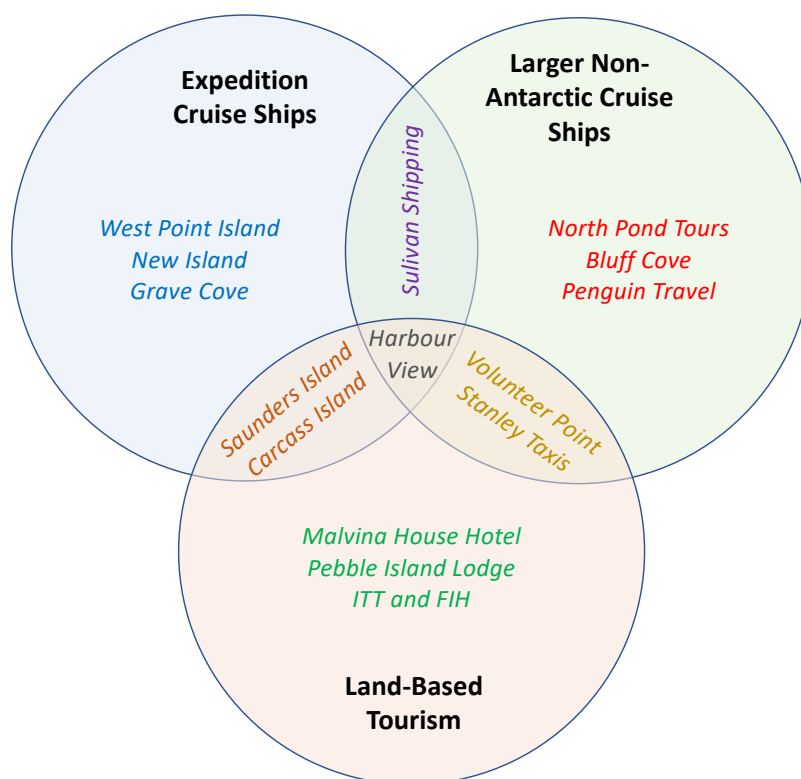 Expedition
Cruise Ships
Larger Non-
Antarctic Cruise
Ships
Sulivan Shipping
West Point Island
New Island
Grave Cove
North Pond Tours
Bluff Cove
Penguin Travel
Harbour
View
Saunders Island
Carcass Island
Volunteer Point
Stanley Taxis
Malvina House Hotel
Pebble Island Lodge
ITT and FIH
Land-Based
Tourism